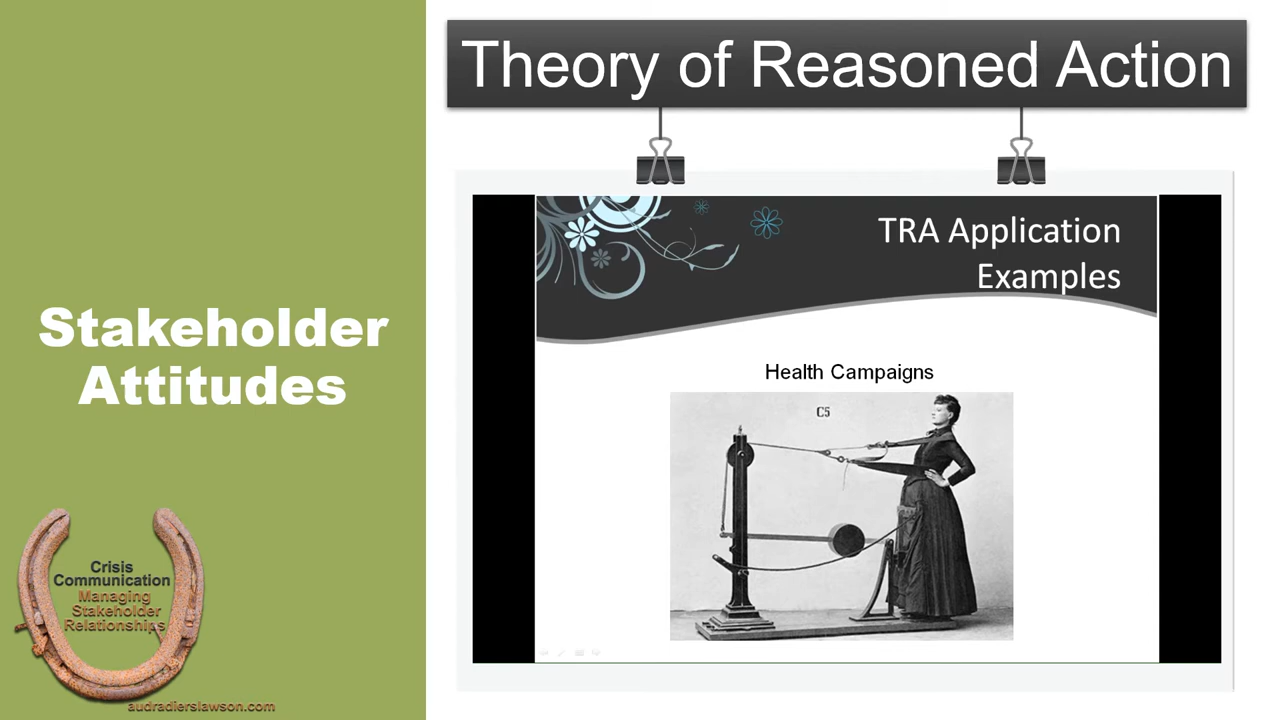 Theory of Reasoned Action
TRA Application
Examples
Health Campaigns
C5
Stakeholder
Attitudes
Crisis
Communication
Managing
Stakeholder
Relationships
audradierslawson.com